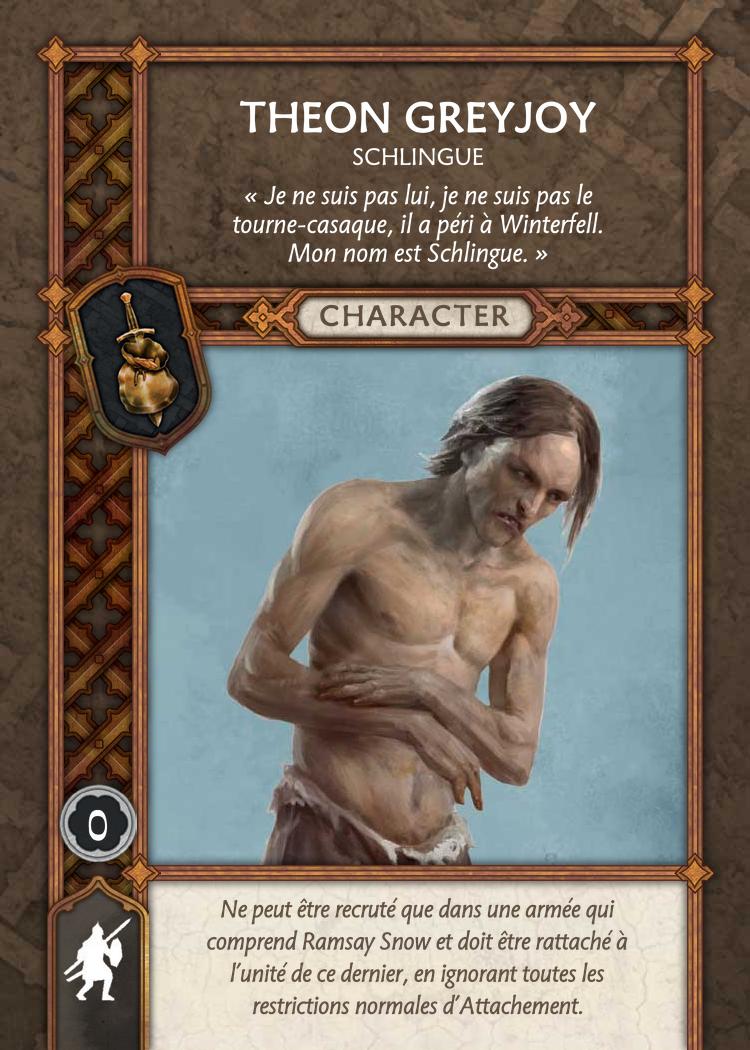 THEON GREYJOY
SCHLINGUE
« Je ne suis pas lui, je ne suis pas le
tourne-casaque, il a péri à Winterfell.
Mon nom est Schlingue. »
CHARACTER
0
Ne peut être recruté que dans une armée qui
comprend Ramsay Snow et doit être rattaché à
l'unité de ce dernier, en ignorant toutes les
restrictions normales d'Attachement.